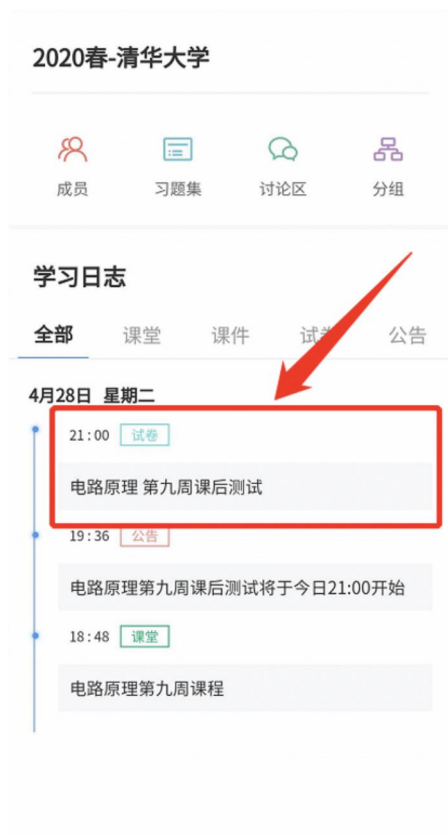 2020春-清华大学
成员 习题集 讨论区 分组
学习日志
全部 课堂 课件 试卷 公告
4月28日 星期二
21:00 试卷
电路原理 第九周课后测试
19:36 公告
电路原理第九周课后测试将于今日21:00开始
18:48 课堂
电路原理第九周课程